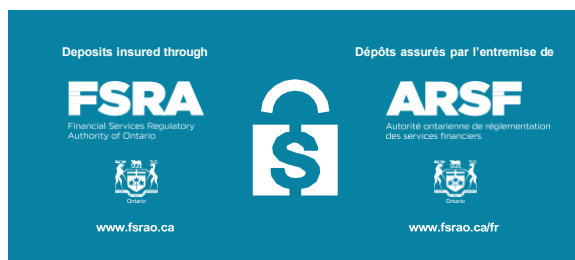 Deposits insured through
FSRA
Financial Services Regulatory
Authority of Ontario
Ontario
www.fsrao.ca
$
Dépôts assurés par l'entremise de
ARSF
Autorité ontarienne de réglementation
des services financiers
Ontario
www.fsrao.ca/fr